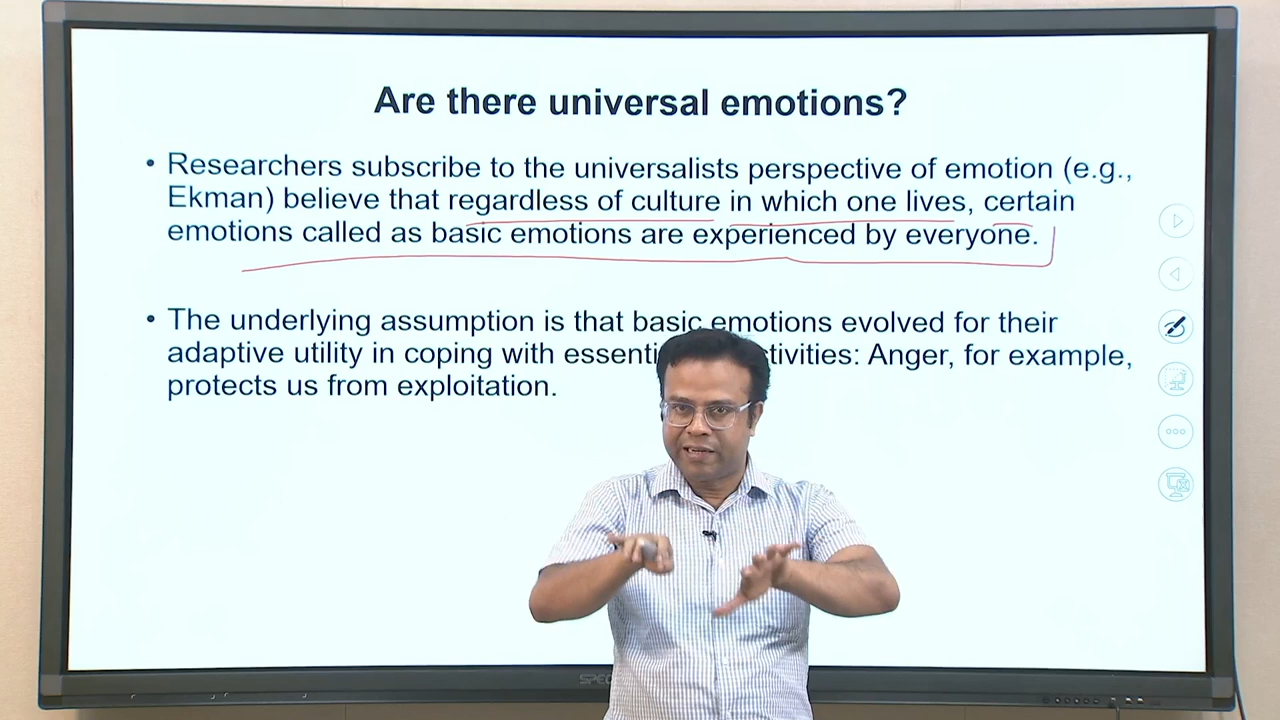 Are there universal emotions?
• Researchers subscribe to the universalists perspective of emotion (e.g.,
Ekman) believe that regardless of culture in which one lives, certain
emotions called as basic emotions are experienced by everyone.
• The underlying assumption is that basic emotions evolved for their
adaptive utility in coping with tivities: Anger, for example,
protects us from exploitation.